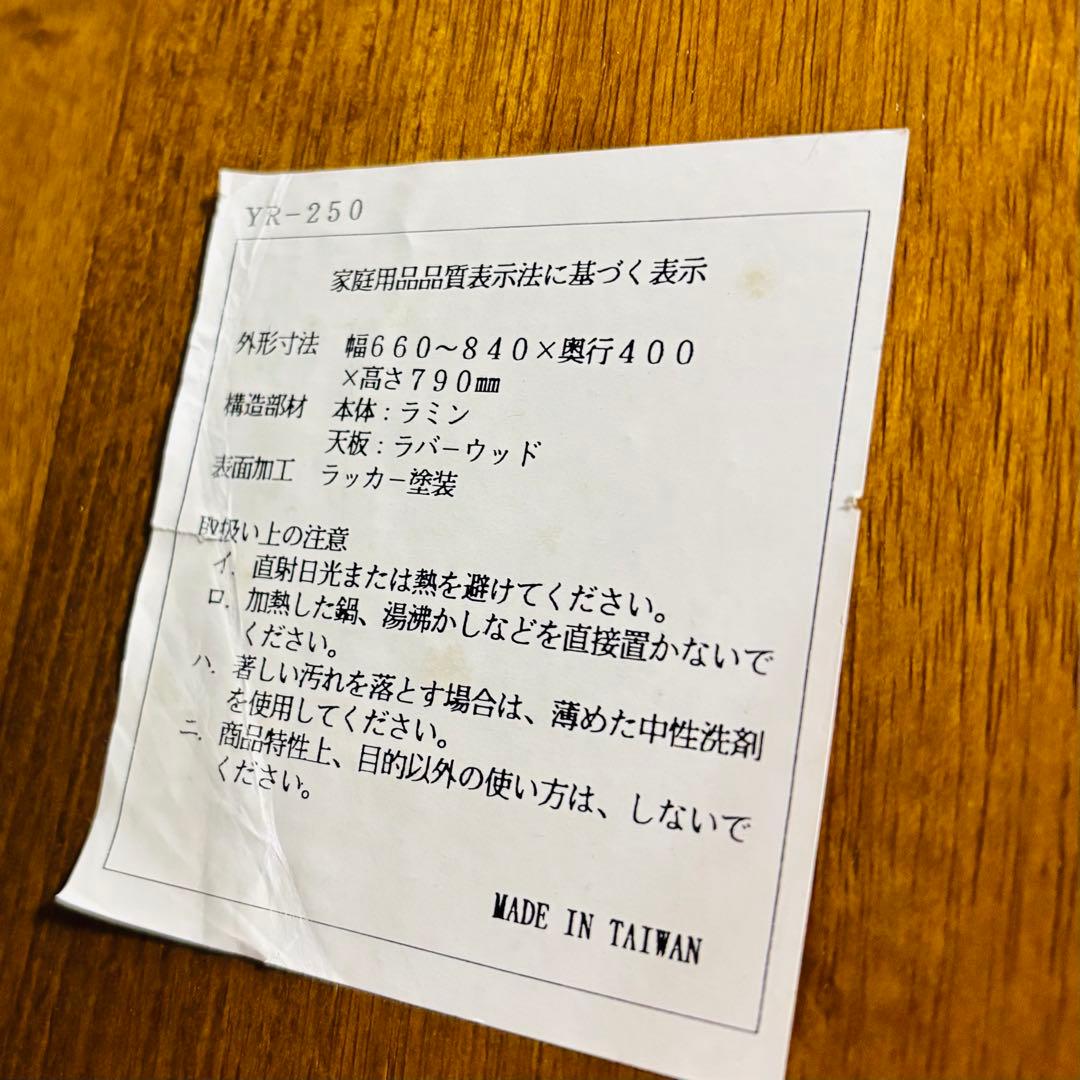 YR-250
家庭用品品質表示法に基づく表示
外形寸法 幅660~840×奥行400
×高さ790mm
構造部材 本体:ラミン
天板:ラバーウッド
表面加工 ラッカー塗装
取扱い上の注意
イ. 直射日光または熱を避けてください。
ロ. 加熱した鍋、湯沸かしなどを直接置かないで
ください。
ハ. 著しい汚れを落とす場合は、薄めた中性洗剤
を使用してください。
ニ. 商品特性上、目的以外の使い方は、しないで
ください。
MADE IN TAIWAN